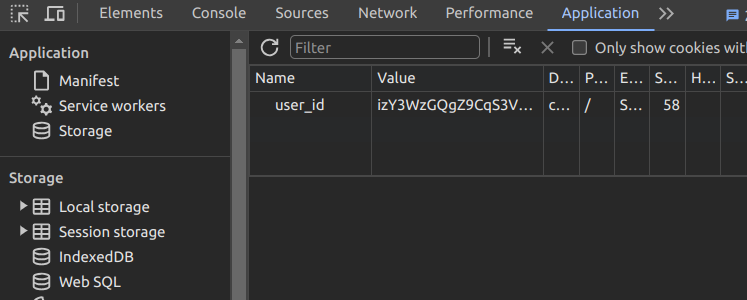 Elements Console Sources Network Performance Application
Application
Manifest
Service workers
Storage
Storage
Local storage
Session storage
IndexedDB
Web SQL
Filter
Only show cookies wit
Name Value D... P... E... S... H... S...
user_id izY3WzGQgZ9CqS3V... c... / S... 58